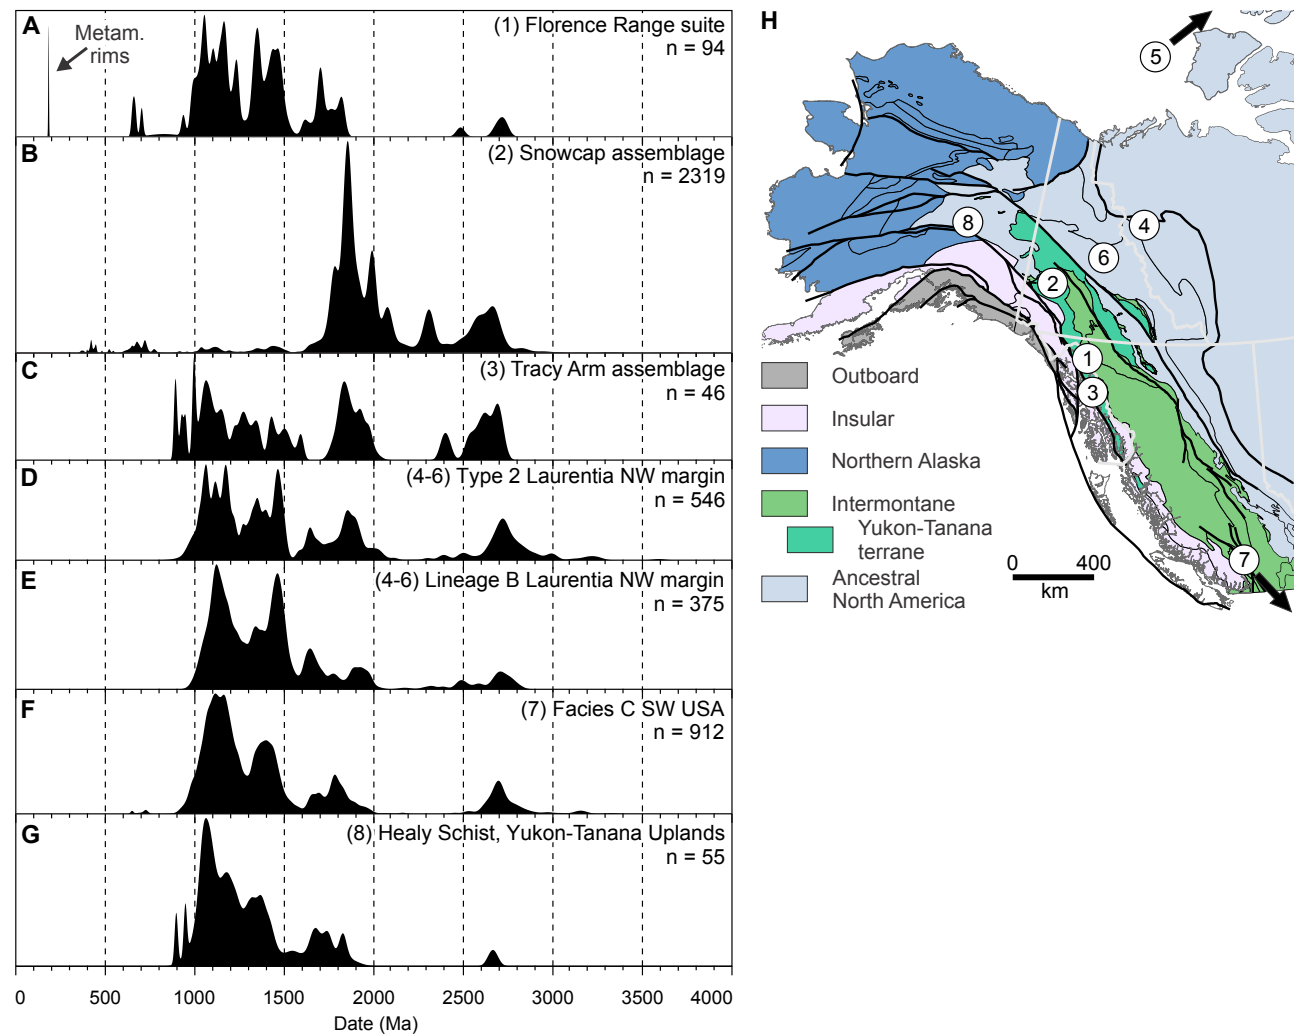 A
(1) Florence Range suite
n = 94
Metam.
rims
B
(2) Snowcap assemblage
n = 2319
C
(3) Tracy Arm assemblage
n = 46
D
(4-6) Type 2 Laurentia NW margin
n = 546
E
(4-6) Lineage B Laurentia NW margin
n = 375
F
(7) Facies C SW USA
n = 912
G
(8) Healy Schist, Yukon-Tanana Uplands
n = 55
0 500 1000 1500 2000 2500 3000 3500 4000
Date (Ma)
H
5
8
4
6
2
1
3
7
Outboard
Insular
Northern Alaska
Intermontane
Yukon-Tanana
terrane
Ancestral
North America
0 400
km